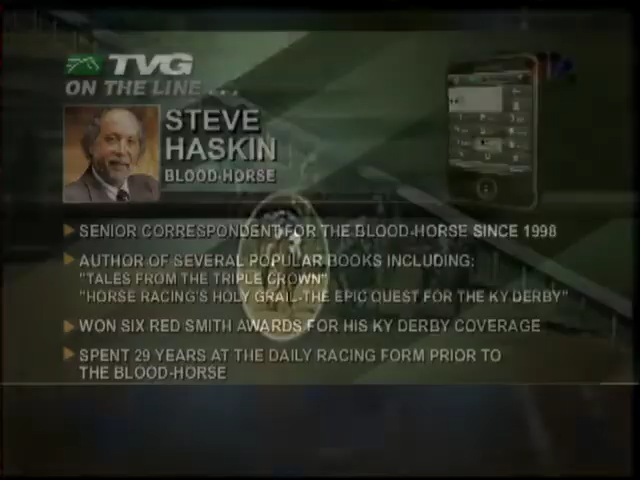 TVG
ON THE LINE...
STEVE
HASKIN
BLOOD-HORSE
SENIOR CORRESPONDENT FOR THE BLOOD-HORSE SINCE 1998
AUTHOR OF SEVERAL POPULAR BOOKS INCLUDING:
"TALES FROM THE TRIPLE CROWN"
"HORSE RACING'S HOLY GRAIL-THE EPIC QUEST FOR THE KY DERBY"
WON SIX RED SMITH AWARDS FOR HIS KY DERBY COVERAGE
SPENT 29 YEARS AT THE DAILY RACING FORM PRIOR TO
THE BLOOD-HORSE